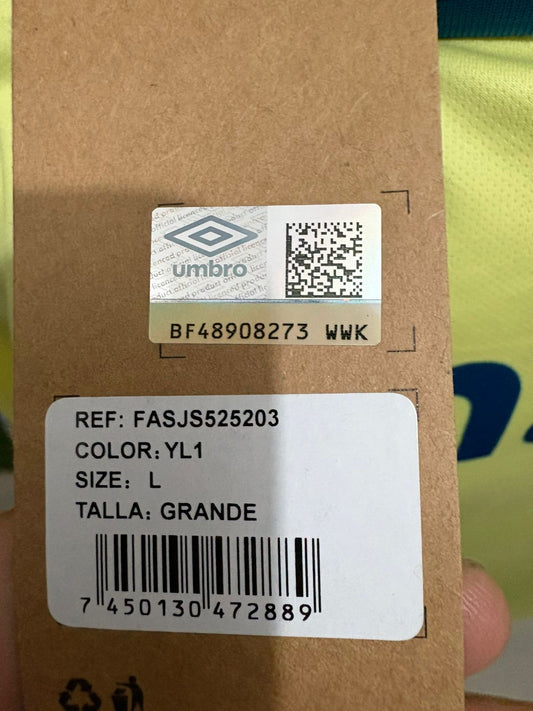 umbro
BF48908273 WWK
REF: FASJS525203
COLOR: YL1
SIZE: L
TALLA: GRANDE
7 450130 472889